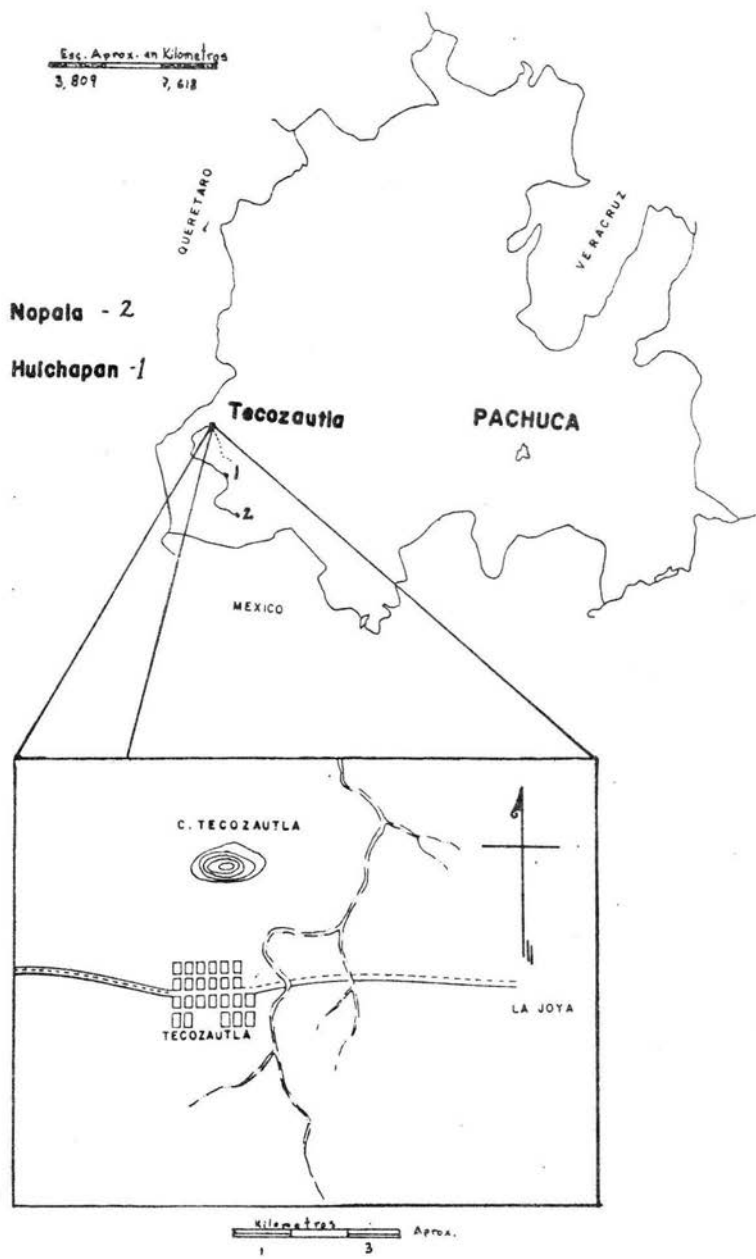 Esc. Aprox. en Kilometros
3,809 7,618
QUERETARO
VERACRUZ
Nopala - 2
Huichapan -1
Tecozautla
PACHUCA
1
2
MEXICO
C. TECOZAUTLA
LA JOYA
TECOZAUTLA
Kilometros Aprox.
1 3